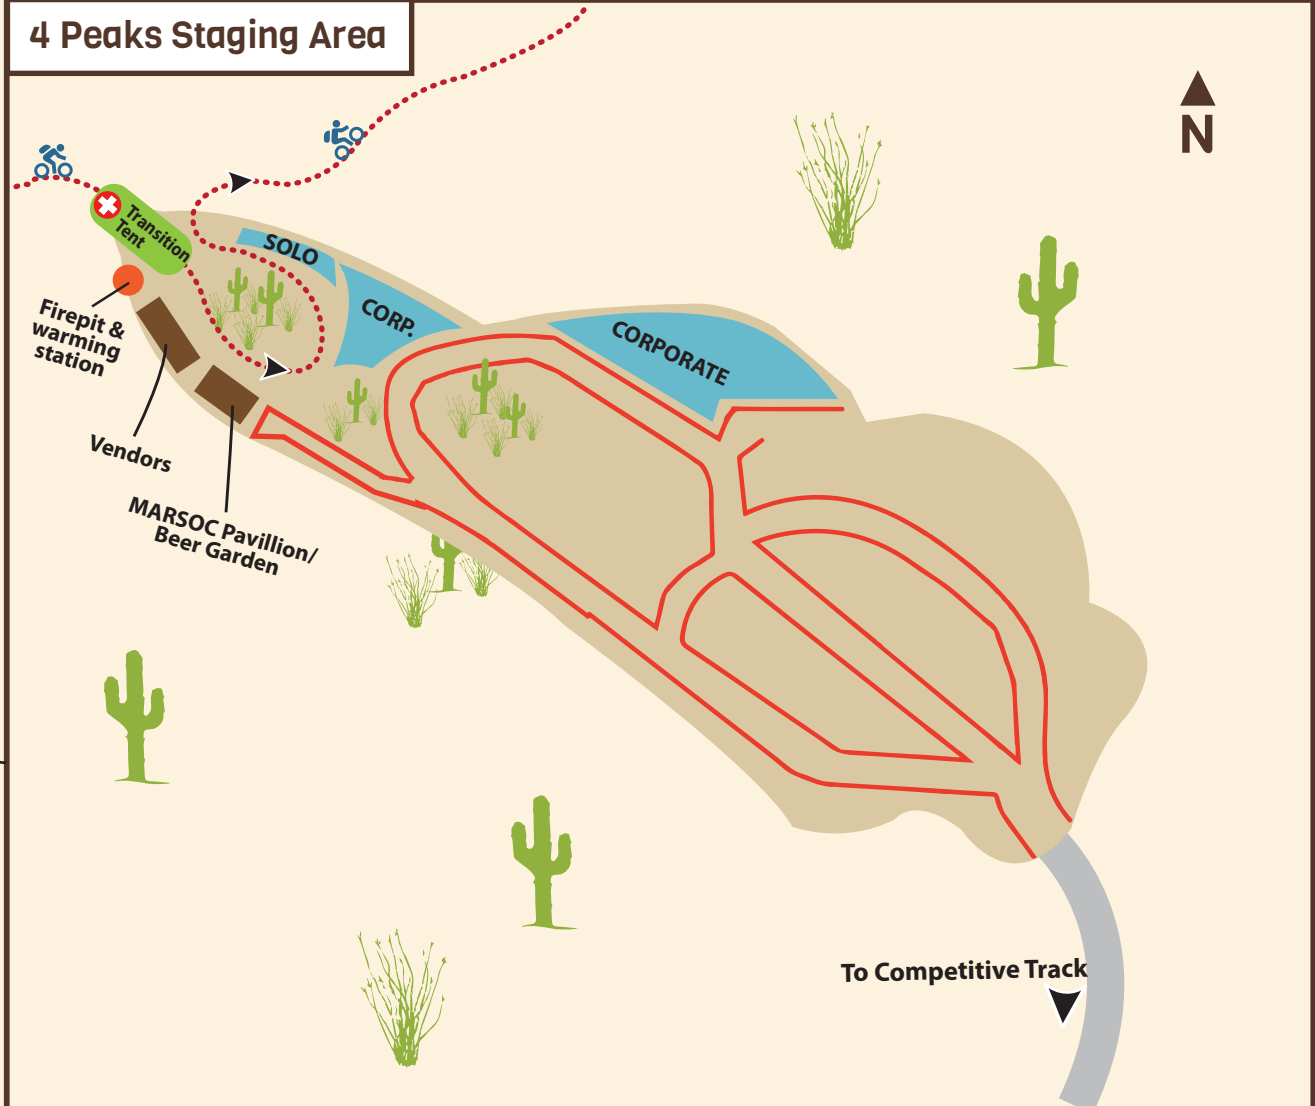 4 Peaks Staging Area
N
Transition
Tent
SOLO
CORP.
CORPORATE
Firepit &
warming
station
Vendors
MARSOC Pavillion/
Beer Garden
To Competitive Track